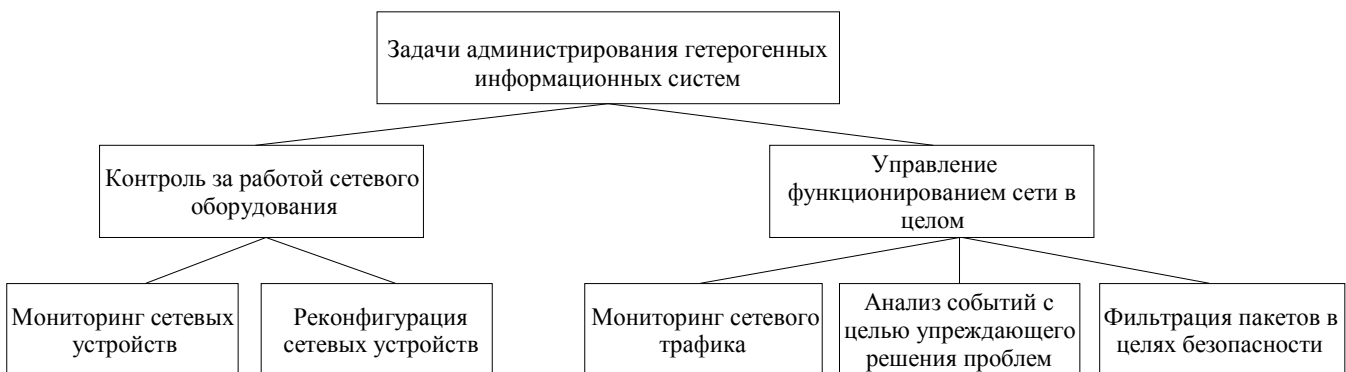 Задачи администрирования гетерогенных
информационных систем
Контроль за работой сетевого
оборудования
Управление
функционированием сети в
целом
Мониторинг сетевых
устройств
Реконфигурация
сетевых устройств
Мониторинг сетевого
трафика
Анализ событий с
целью упреждающего
решения проблем
Фильтрация пакетов в
целях безопасности